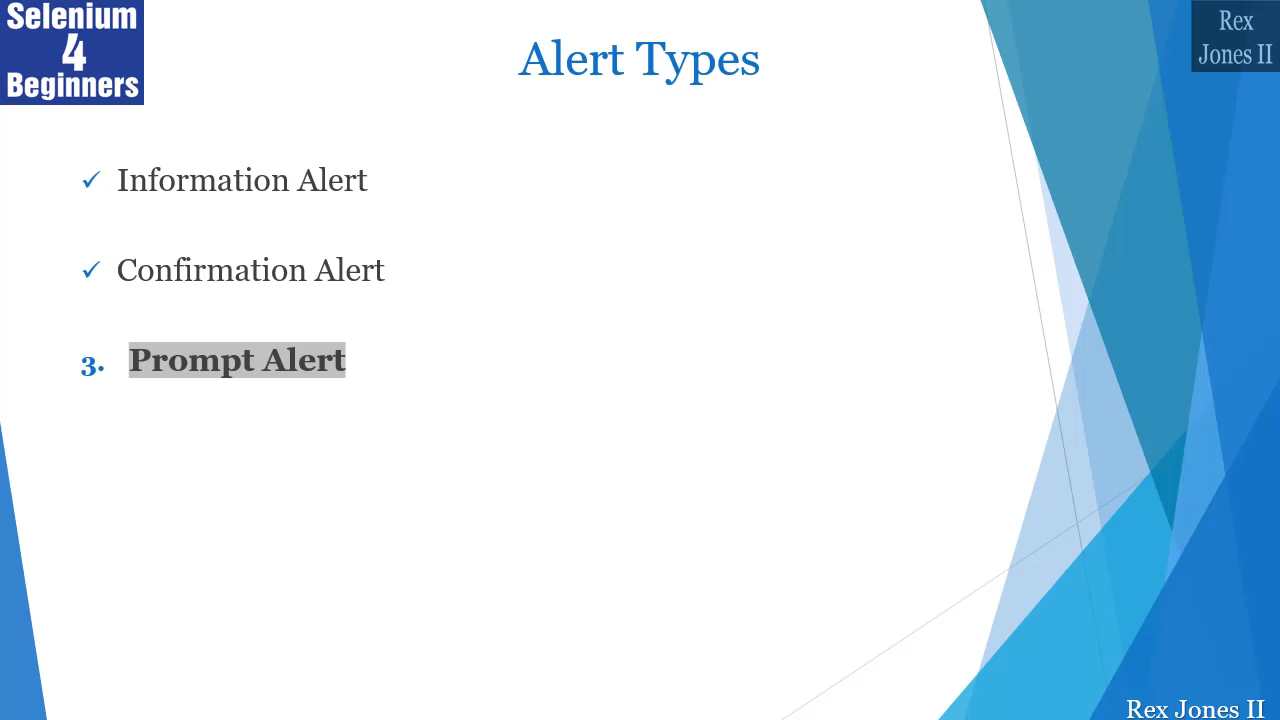 Selenium
4
Beginners
Rex
Jones II
Alert Types
✓ Information Alert
✓ Confirmation Alert
3. Prompt Alert
Rex Jones II